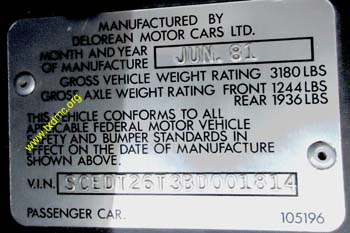 MANUFACTURED BY
DELOREAN MOTOR CARS LTD.
MONTH AND YEAR
OF MANUFACTURE JUN. 81
GROSS VEHICLE WEIGHT RATING 3180 LBS
GROSS AXLE WEIGHT RATING FRONT 1244 LBS
REAR 1936 LBS
THIS VEHICLE CONFORMS TO ALL
APPLICABLE FEDERAL MOTOR VEHICLE
SAFETY AND BUMPER STANDARDS IN
EFFECT ON THE DATE OF MANUFACTURE
SHOWN ABOVE.
V.I.N. SCEDT26T3BD001814
PASSENGER CAR. 105196
www.txdmc.org